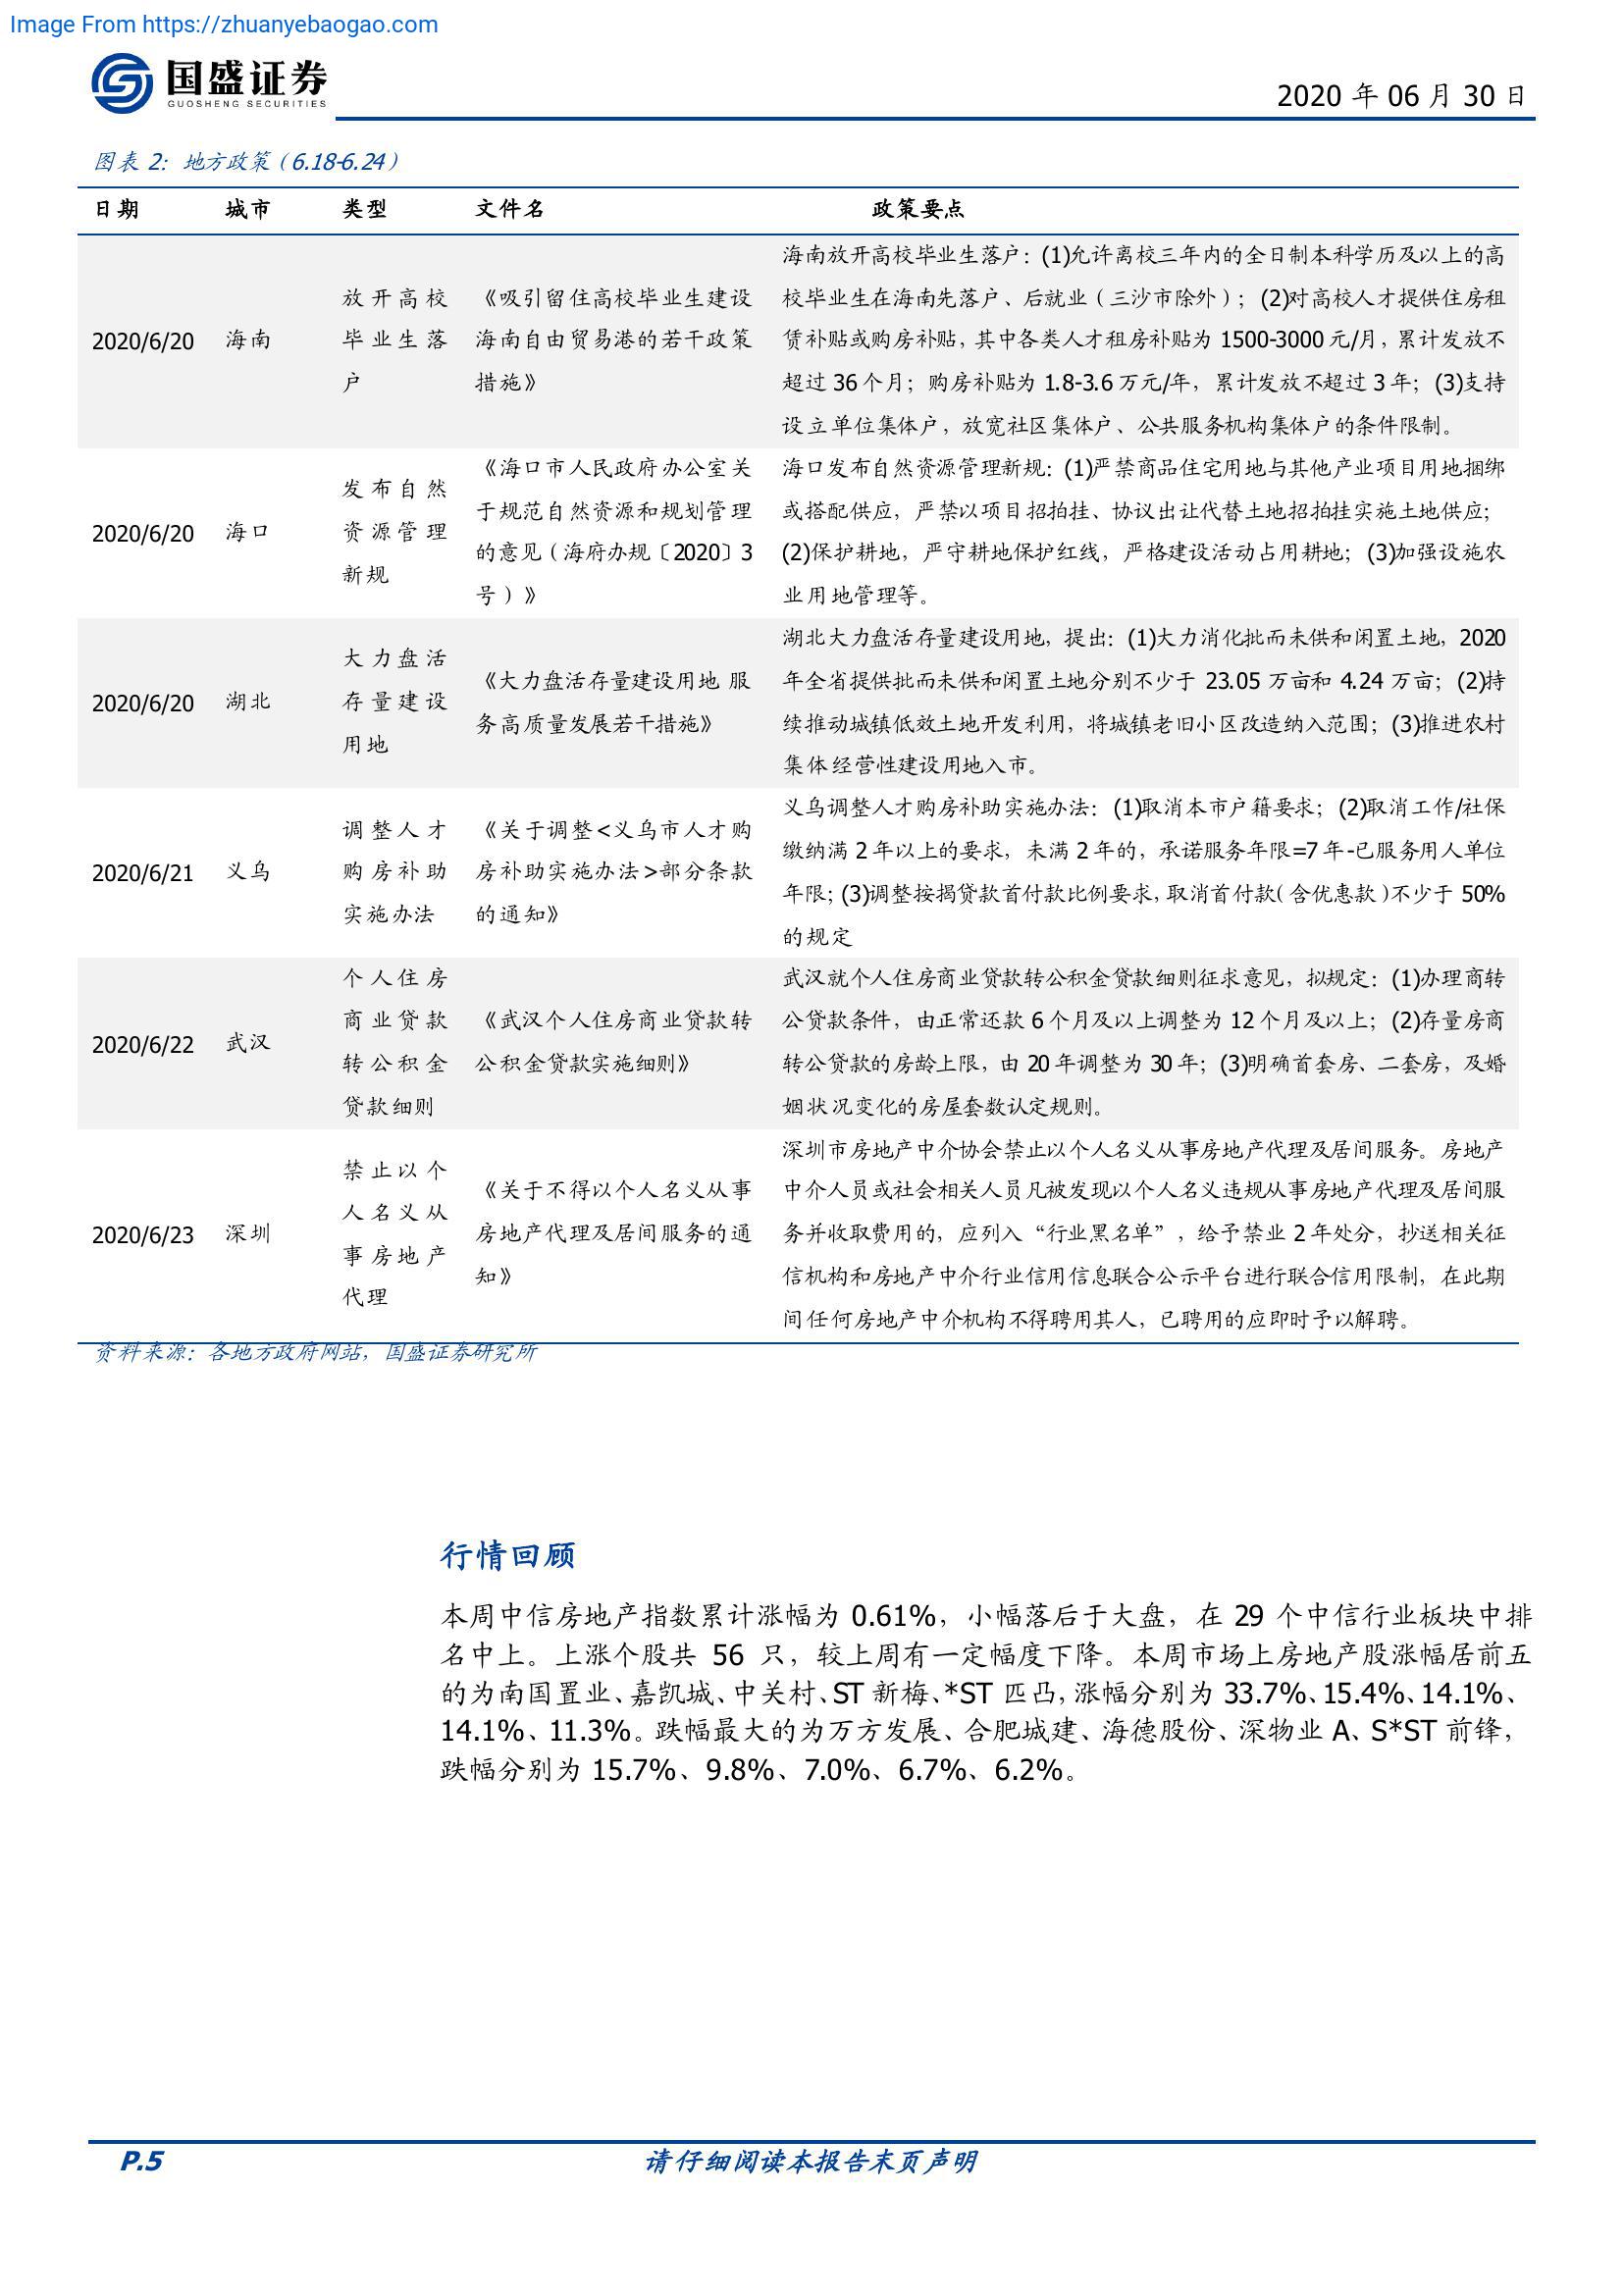 Image From https://zhuanyebaogao.com
国盛证券
GUOSHENG SECURITIES
2020 年 06 月 30 日
图表 2：地方政策（6.18-6.24）
日期 城市 类型 文件名 政策要点
2020/6/20 海南
放开高校
毕业生落
户
《吸引留住高校毕业生建设
海南自由贸易港的若干政策
措施》
海南放开高校毕业生落户：(1)允许离校三年内的全日制本科学历及以上的高
校毕业生在海南先落户、后就业（三沙市除外）；(2)对高校人才提供住房租
赁补贴或购房补贴，其中各类人才租房补贴为 1500-3000 元/月，累计发放不
超过 36 个月；购房补贴为 1.8-3.6 万元/年，累计发放不超过 3 年；(3)支持
设立单位集体户，放宽社区集体户、公共服务机构集体户的条件限制。
2020/6/20 海口
发布自然
资源管理
新规
《海口市人民政府办公室关
于规范自然资源和规划管理
的意见（海府办规〔2020〕3
号）》
海口发布自然资源管理新规：(1)严禁商品住宅用地与其他产业项目用地捆绑
或搭配供应，严禁以项目招拍挂、协议出让代替土地招拍挂实施土地供应；
(2)保护耕地，严守耕地保护红线，严格建设活动占用耕地；(3)加强设施农
业用地管理等。
2020/6/20 湖北
大力盘活
存量建设
用地
《大力盘活存量建设用地 服
务高质量发展若干措施》
湖北大力盘活存量建设用地，提出：(1)大力消化批而未供和闲置土地，2020
年全省提供批而未供和闲置土地分别不少于 23.05 万亩和 4.24 万亩；(2)持
续推动城镇低效土地开发利用，将城镇老旧小区改造纳入范围；(3)推进农村
集体经营性建设用地入市。
2020/6/21 义乌
调整人才
购房补助
实施办法
《关于调整<义乌市人才购
房补助实施办法>部分条款
的通知》
义乌调整人才购房补助实施办法：(1)取消本市户籍要求；(2)取消工作/社保
缴纳满 2 年以上的要求，未满 2 年的，承诺服务年限=7 年-已服务用人单位
年限；(3)调整按揭贷款首付款比例要求，取消首付款（含优惠款）不少于 50%
的规定
2020/6/22 武汉
个人住房
商业贷款
转公积金
贷款细则
《武汉个人住房商业贷款转
公积金贷款实施细则》
武汉就个人住房商业贷款转公积金贷款细则征求意见，拟规定：(1)办理商转
公贷款条件，由正常还款 6 个月及以上调整为 12 个月及以上；(2)存量房商
转公贷款的房龄上限，由 20 年调整为 30 年；(3)明确首套房、二套房，及婚
姻状况变化的房屋套数认定规则。
2020/6/23 深圳
禁止以个
人名义从
事房地产
代理
《关于不得以个人名义从事
房地产代理及居间服务的通
知》
深圳市房地产中介协会禁止以个人名义从事房地产代理及居间服务。房地产
中介人员或社会相关人员凡被发现以个人名义违规从事房地产代理及居间服
务并收取费用的，应列入“行业黑名单”，给予禁业 2 年处分，抄送相关征
信机构和房地产中介行业信用信息联合公示平台进行联合信用限制，在此期
间任何房地产中介机构不得聘用其人，已聘用的应即时予以解聘。
资料来源：各地方政府网站，国盛证券研究所
行情回顾
本周中信房地产指数累计涨幅为 0.61%，小幅落后于大盘，在 29 个中信行业板块中排
名中上。上涨个股共 56 只，较上周有一定幅度下降。本周市场上房地产股涨幅居前五
的为南国置业、嘉凯城、中关村、ST 新梅、*ST 匹凸，涨幅分别为 33.7%、15.4%、14.1%、
14.1%、11.3%。跌幅最大的为万方发展、合肥城建、海德股份、深物业 A、S*ST 前锋，
跌幅分别为 15.7%、9.8%、7.0%、6.7%、6.2%。
P.5 请仔细阅读本报告末页声明